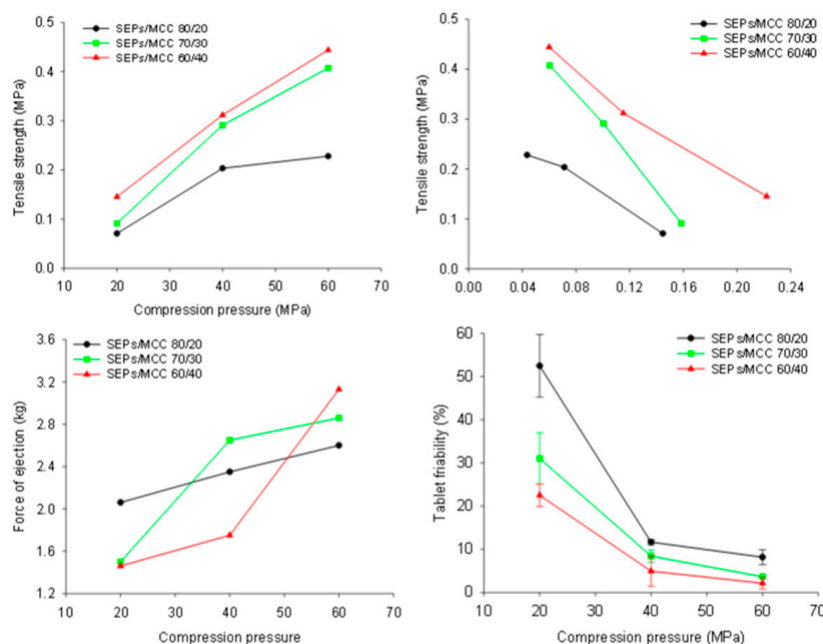 0.5
0.4
0.3
0.2
0.1
0.0
Tensile strength (MPa)
SEPs/MCC 80/20
SEPs/MCC 70/30
SEPs/MCC 60/40
10 20 30 40 50 60 70
Compression pressure (MPa)
0.5
0.4
0.3
0.2
0.1
0.0
Tensile strength (MPa)
SEPs/MCC 80/20
SEPs/MCC 70/30
SEPs/MCC 60/40
0.00 0.04 0.08 0.12 0.16 0.20 0.24
3.6
3.2
2.8
2.4
2.0
1.6
1.2
Force of ejection (kg)
SEPs/MCC 80/20
SEPs/MCC 70/30
SEPs/MCC 60/40
10 20 30 40 50 60 70
Compression pressure
60
50
40
30
20
10
0
Tablet friability (%)
SEPs/MCC 80/20
SEPs/MCC 70/30
SEPs/MCC 60/40
10 20 30 40 50 60 70
Compression pressure (MPa)